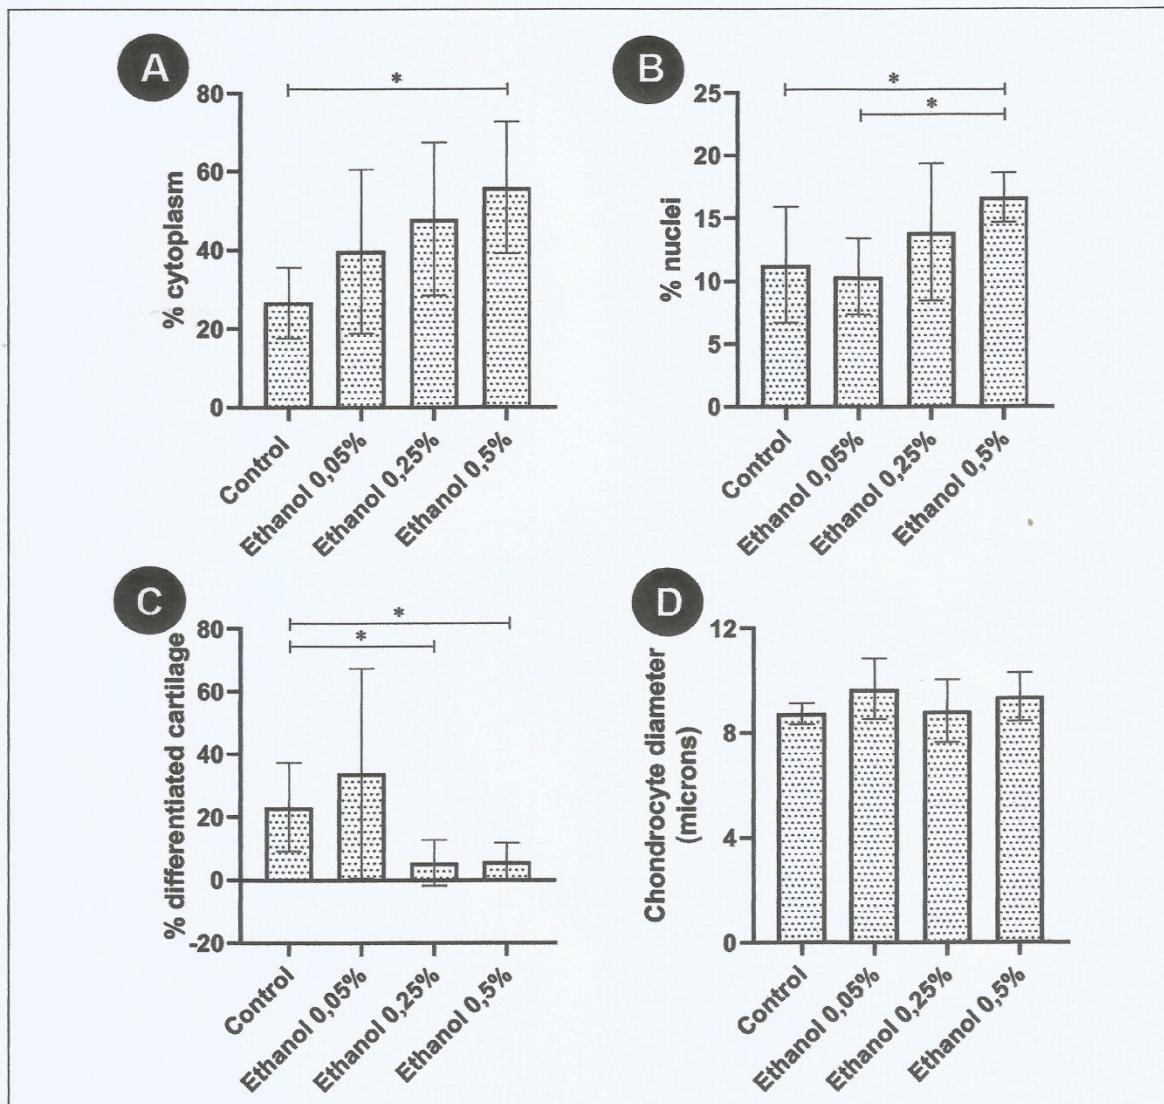 A
% cytoplasm
80
60
40
20
0
*
Control
Ethanol 0,05%
Ethanol 0,25%
Ethanol 0,5%
B
% nuclei
25
20
15
10
5
0
*
*
Control
Ethanol 0,05%
Ethanol 0,25%
Ethanol 0,5%
C
% differentiated cartilage
80
60
40
20
0
-20
*
*
Control
Ethanol 0,05%
Ethanol 0,25%
Ethanol 0,5%
D
Chondrocyte diameter
(microns)
12
8
4
0
Control
Ethanol 0,05%
Ethanol 0,25%
Ethanol 0,5%